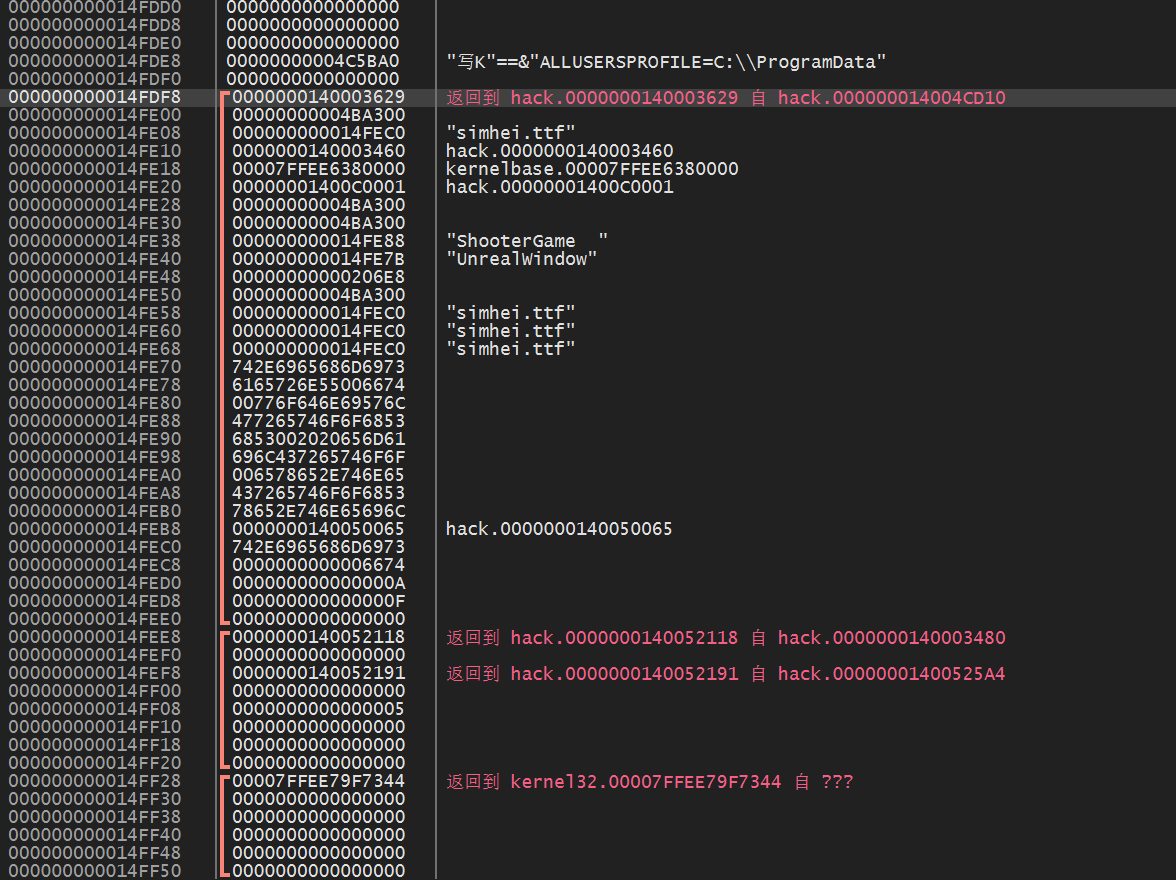 000000000014FDD0 0000000000000000
000000000014FDD8 0000000000000000
000000000014FDE0 0000000000000000
000000000014FDE8 00000000004C5BA0 "写K"==&"ALLUSERSPROFILE=C:\\ProgramData"
000000000014FDF0 0000000000000000
000000000014FDF8 0000000140003629 返回到 hack.0000000140003629 自 hack.000000014004CD10
000000000014FE00 00000000004BA300
000000000014FE08 000000000014FEC0 "simhei.ttf"
000000000014FE10 0000000140003460 hack.0000000140003460
000000000014FE18 00007FFEE6380000 kernelbase.00007FFEE6380000
000000000014FE20 00000001400C0001 hack.00000001400C0001
000000000014FE28 00000000004BA300
000000000014FE30 00000000004BA300
000000000014FE38 000000000014FE88 "ShooterGame  "
000000000014FE40 000000000014FE7B "UnrealWindow"
000000000014FE48 00000000000206E8
000000000014FE50 00000000004BA300
000000000014FE58 000000000014FEC0 "simhei.ttf"
000000000014FE60 000000000014FEC0 "simhei.ttf"
000000000014FE68 000000000014FEC0 "simhei.ttf"
000000000014FE70 742E6965686D6973
000000000014FE78 6165726E55006674
000000000014FE80 00776F646E69576C
000000000014FE88 477265746F6F6853
000000000014FE90 6853002020656D61
000000000014FE98 696C437265746F6F
000000000014FEA0 006578652E746E65
000000000014FEA8 437265746F6F6853
000000000014FEB0 78652E746E65696C
000000000014FEB8 0000000140050065 hack.0000000140050065
000000000014FEC0 742E6965686D6973
000000000014FEC8 0000000000006674
000000000014FED0 000000000000000A
000000000014FED8 000000000000000F
000000000014FEE0 0000000000000000
000000000014FEE8 0000000140052118 返回到 hack.0000000140052118 自 hack.0000000140003480
000000000014FEF0 0000000000000000
000000000014FEF8 0000000140052191 返回到 hack.0000000140052191 自 hack.00000001400525A4
000000000014FF00 0000000000000000
000000000014FF08 0000000000000005
000000000014FF10 0000000000000000
000000000014FF18 0000000000000000
000000000014FF20 0000000000000000
000000000014FF28 00007FFEE79F7344 返回到 kernel32.00007FFEE79F7344 自 ???
000000000014FF30 0000000000000000
000000000014FF38 0000000000000000
000000000014FF40 0000000000000000
000000000014FF48 0000000000000000
000000000014FF50 0000000000000000